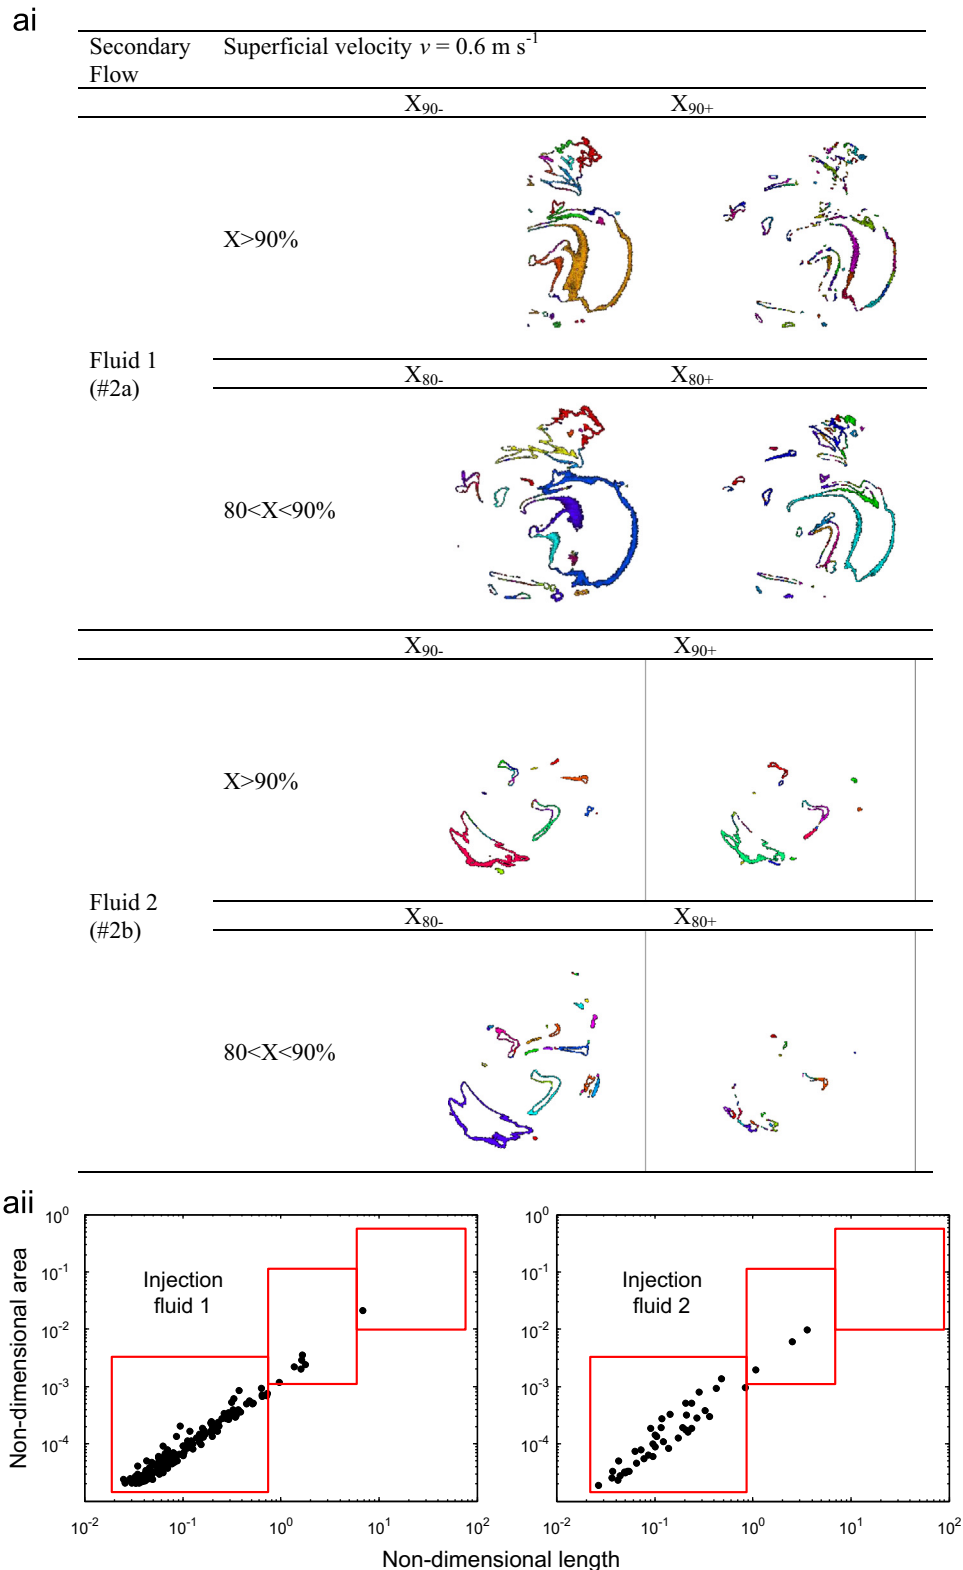 ai
Secondary Flow
Superficial velocity v = 0.6 m s-1
X90-
X90+
X>90%
Fluid 1
(#2a)
X80-
X80+
80<X<90%
X90-
X90+
X>90%
Fluid 2
(#2b)
X80-
X80+
80<X<90%
aii
Non-dimensional area
10^0
10^-1
10^-2
10^-3
10^-4
Injection
fluid 1
10^-2 10^-1 10^0 10^1 10^2
10^0
10^-1
10^-2
10^-3
10^-4
Injection
fluid 2
10^-2 10^-1 10^0 10^1 10^2
Non-dimensional length